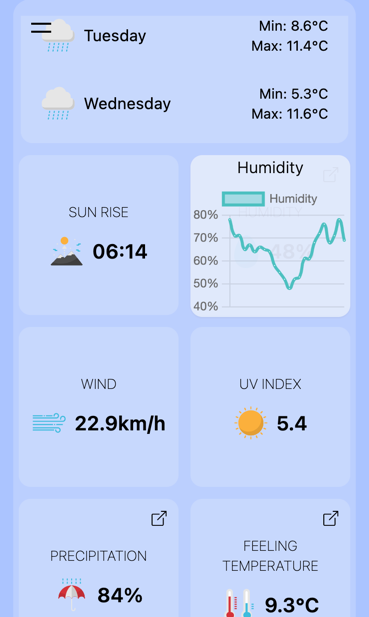 Tuesday
Min: 8.6°C
Max: 11.4°C
Wednesday
Min: 5.3°C
Max: 11.6°C
SUN RISE
06:14
Humidity
Humidity
80%
70%
60%
50%
40%
48%
WIND
22.9km/h
UV INDEX
5.4
PRECIPITATION
84%
FEELING
TEMPERATURE
9.3°C